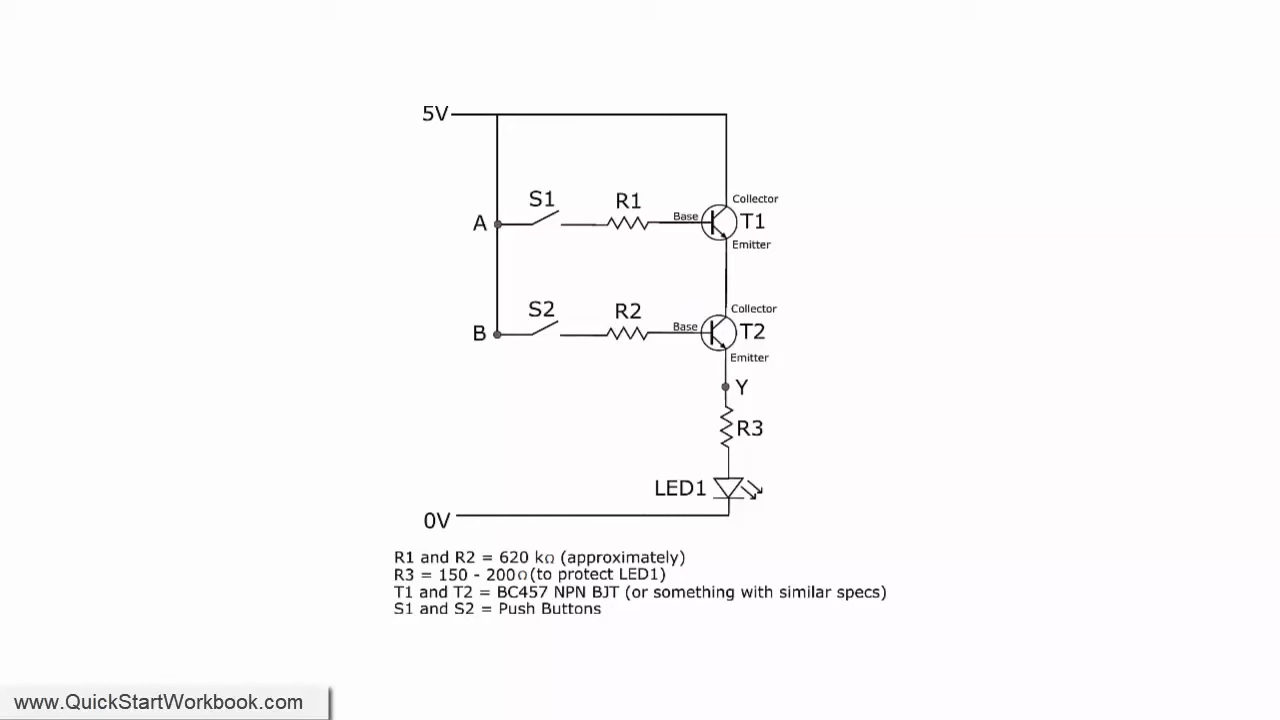 5V
Collector
S1
R1
Base
A
T1
Emitter
Collector
S2
R2
Base
B
T2
Emitter
Y
R3
LED1
0V
R1 and R2 = 620 kΩ (approximately)
R3 = 150 - 200Ω(to protect LED1)
T1 and T2 = BC457 NPN BJT (or something with similar specs)
S1 and S2 = Push Buttons
www.QuickStartWorkbook.com